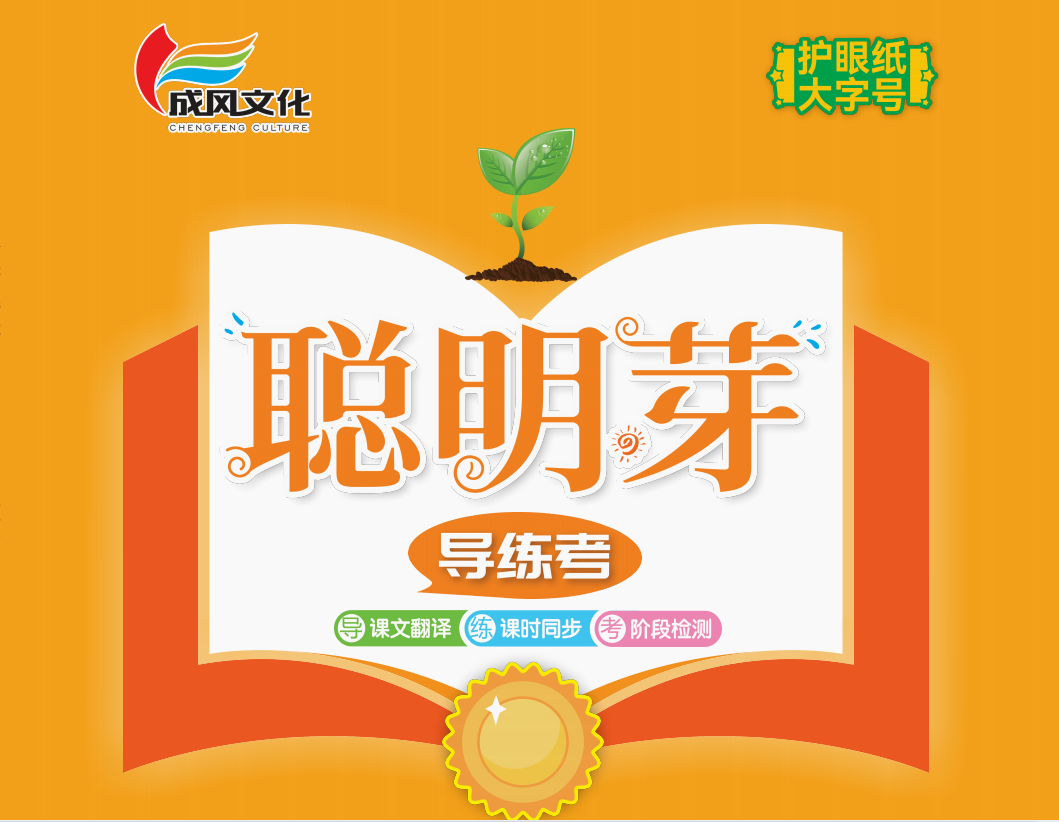 成风文化
CHENGFENG CULTURE
护眼纸
大字号
聪明芽
导练考
导 课文翻译 练 课时同步 考 阶段检测